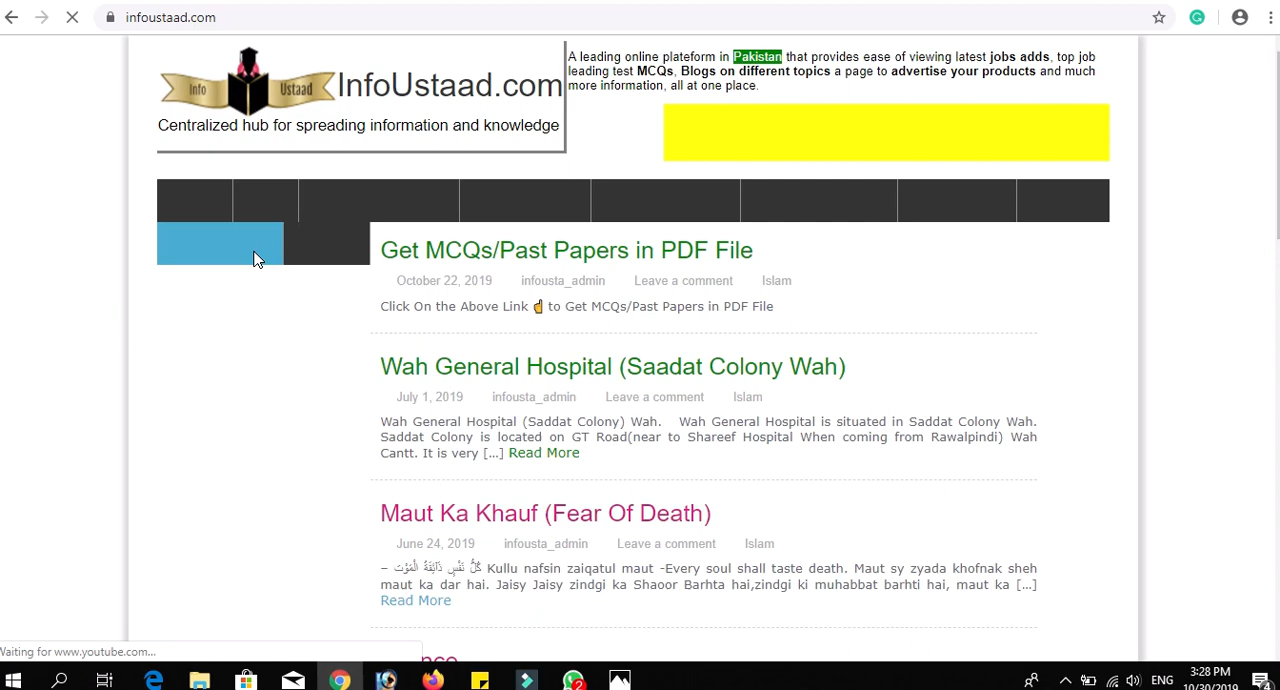 infoustaad.com
Info Ustaad
InfoUstaad.com
Centralized hub for spreading information and knowledge
A leading online plateform in Pakistan that provides ease of viewing latest jobs adds, top job
leading test MCQs, Blogs on different topics a page to advertise your products and much
more information, all at one place.
Get MCQs/Past Papers in PDF File
October 22, 2019 infousta_admin Leave a comment Islam
Click On the Above Link ☝ to Get MCQs/Past Papers in PDF File
Wah General Hospital (Saadat Colony Wah)
July 1, 2019 infousta_admin Leave a comment Islam
Wah General Hospital (Saddat Colony) Wah. Wah General Hospital is situated in Saddat Colony Wah.
Saddat Colony is located on GT Road(near to Shareef Hospital When coming from Rawalpindi) Wah
Cantt. It is very [...] Read More
Maut Ka Khauf (Fear Of Death)
June 24, 2019 infousta_admin Leave a comment Islam
– كُلُّ نَفْسٍ ذَائِقَةُ الْمَوْت Kullu nafsin zaiqatul maut -Every soul shall taste death. Maut sy zyada khofnak sheh
maut ka dar hai. Jaisy Jaisy zindgi ka Shaoor Barhta hai,zindgi ki muhabbat barhti hai, maut ka [...]
Read More
Waiting for www.youtube.com...
2
ENG
3:28 PM
10/30/2019
4